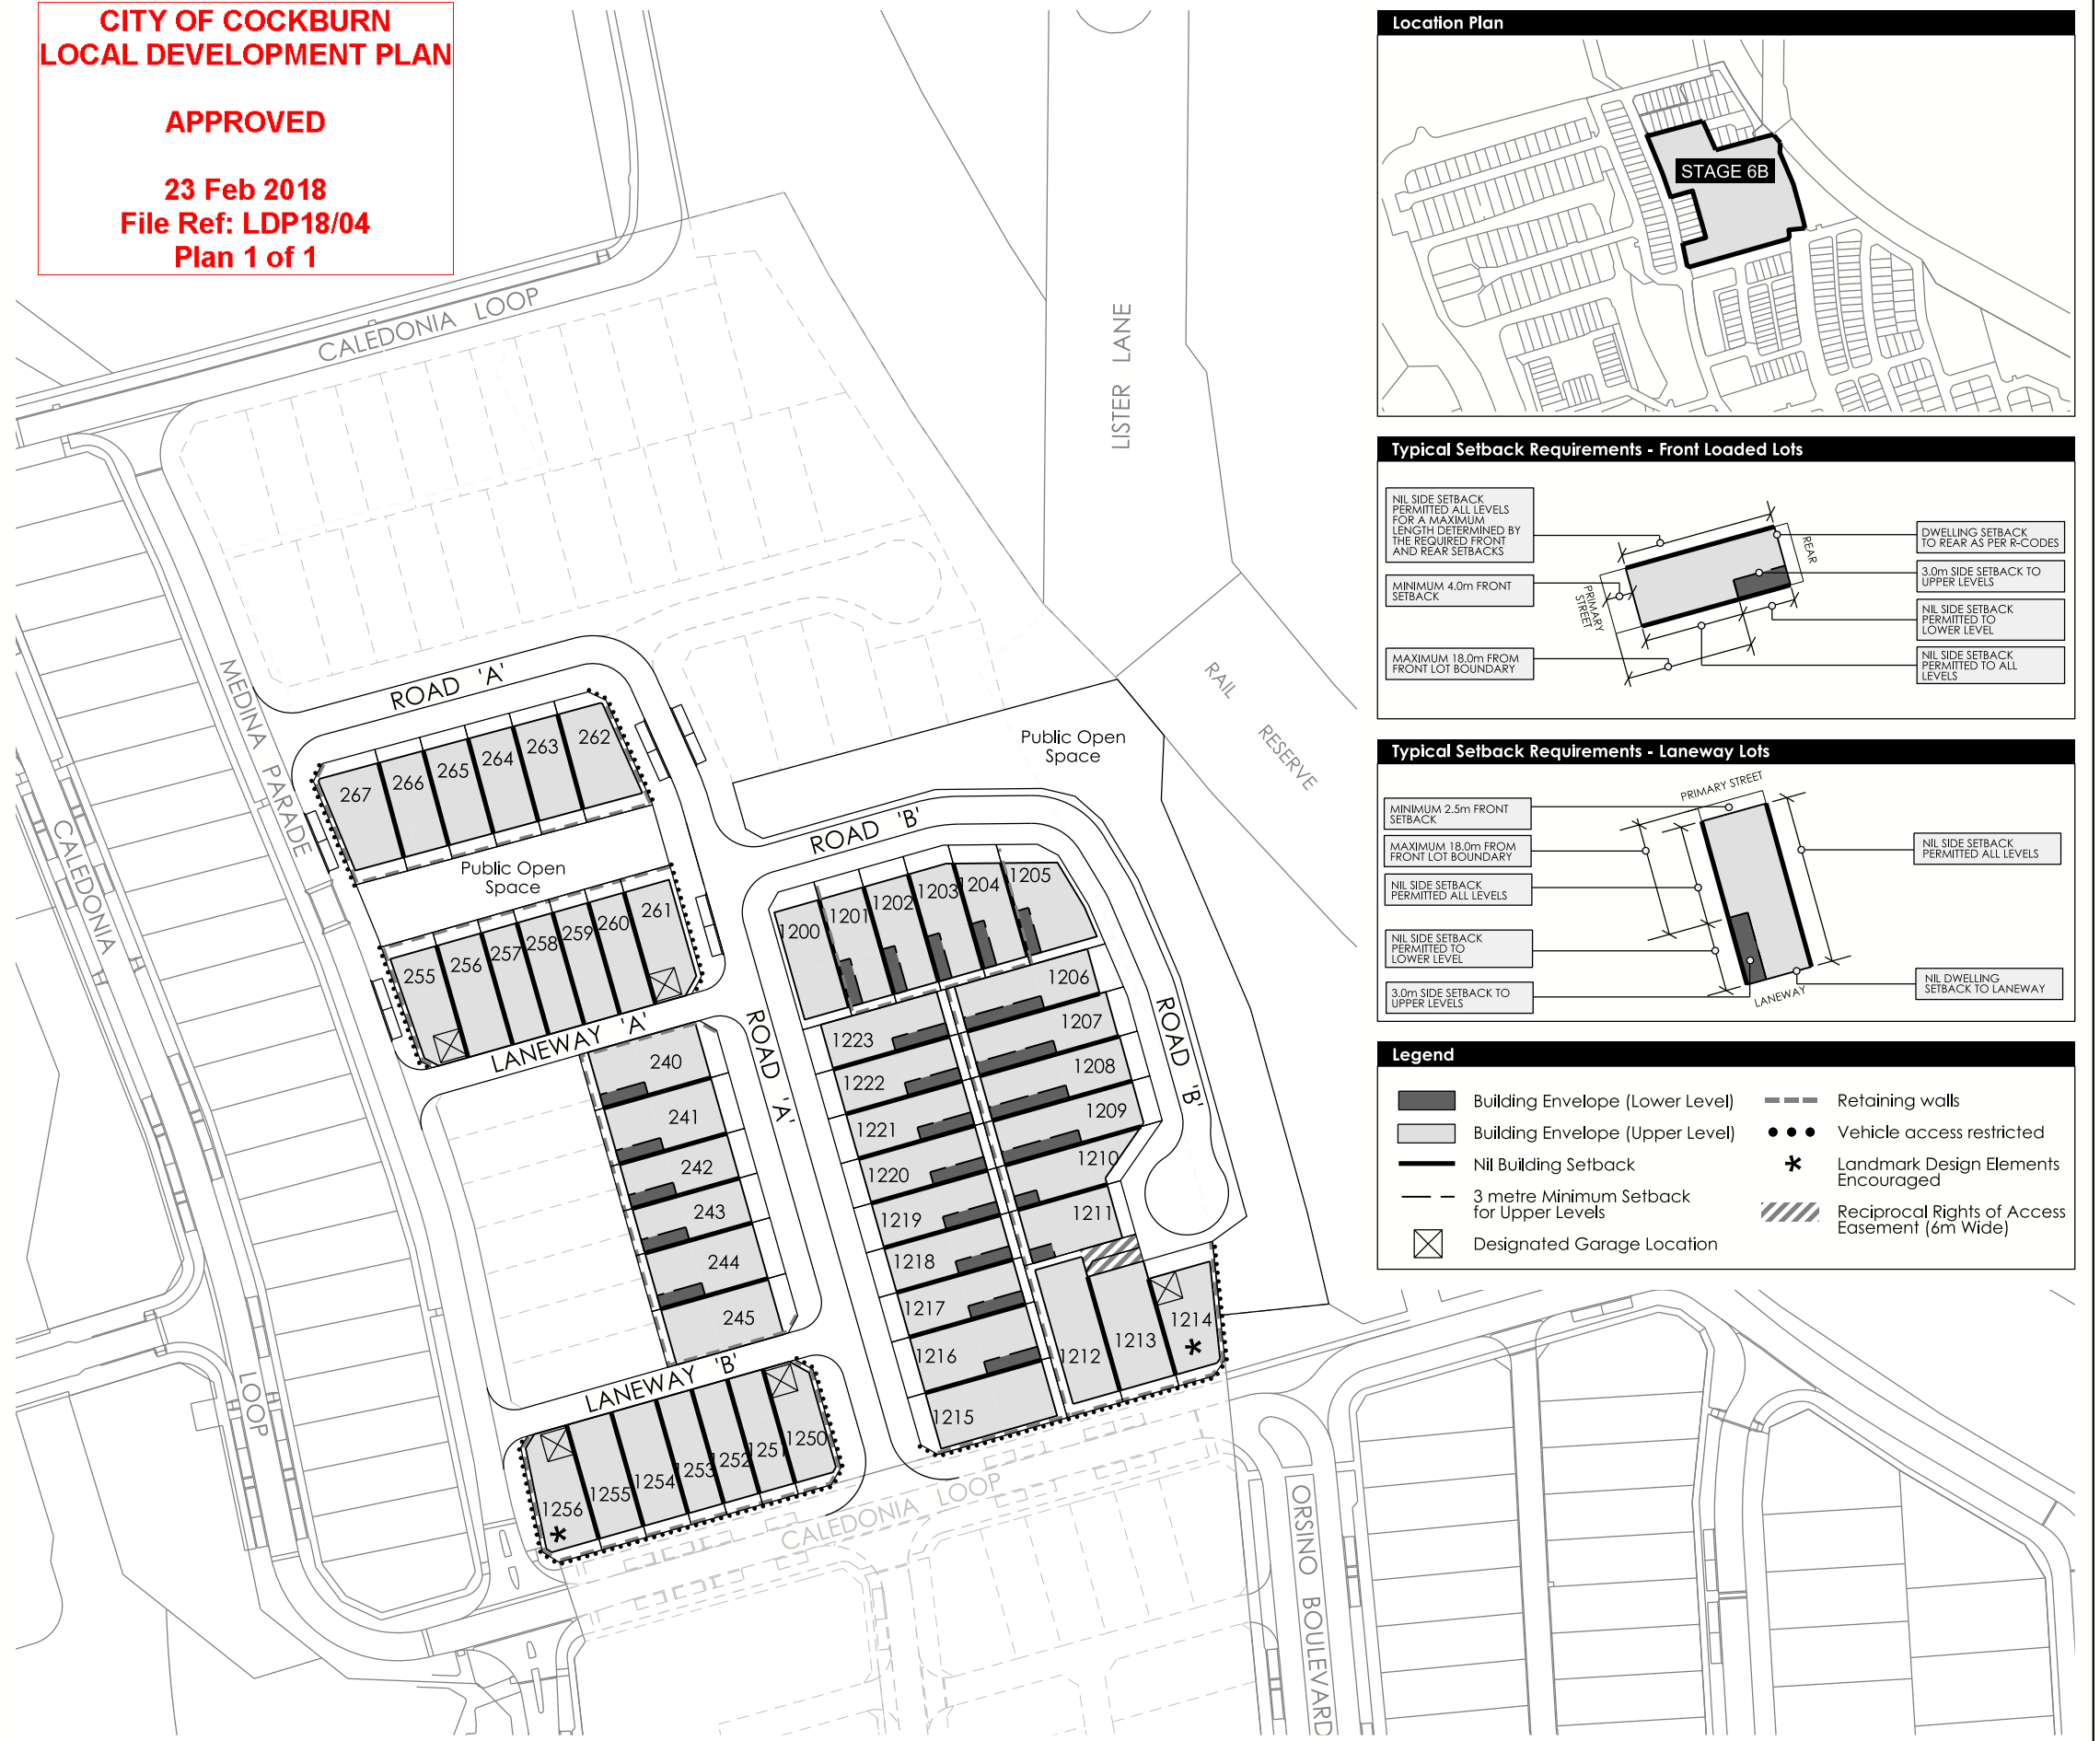 CITY OF COCKBURN
LOCAL DEVELOPMENT PLAN
APPROVED
23 Feb 2018
File Ref: LDP18/04
Plan 1 of 1
CALEDONIA LOOP
LISTER LANE
MEDINA PARADE
CALEDONIA
LOOP
RAIL RESERVE
ROAD 'A'
267
266
265
264
263
262
Public Open
Space
Public Open
Space
255
256
257
258
259
260
261
LANEWAY 'A'
ROAD 'B'
1200
1201
1202
1203
1204
1205
ROAD 'A'
ROAD 'B'
240
241
242
243
244
245
1206
1207
1208
1209
1210
1211
1223
1222
1221
1220
1219
1218
1217
1216
1215
1212
1213
1214
*
LANEWAY 'B'
1256
*
1255
1254
1253
1252
1251
1250
CALEDONIA LOOP
ORSINO BOULEVARD
Location Plan
STAGE 6B
Typical Setback Requirements - Front Loaded Lots
NIL SIDE SETBACK
PERMITTED ALL LEVELS
FOR A MAXIMUM
LENGTH DETERMINED BY
THE REQUIRED FRONT
AND REAR SETBACKS
MINIMUM 4.0m FRONT
SETBACK
MAXIMUM 18.0m FROM
FRONT LOT BOUNDARY
PRIMARY
STREET
REAR
DWELLING SETBACK
TO REAR AS PER R-CODES
3.0m SIDE SETBACK TO
UPPER LEVELS
NIL SIDE SETBACK
PERMITTED TO
LOWER LEVEL
NIL SIDE SETBACK
PERMITTED TO ALL
LEVELS
Typical Setback Requirements - Laneway Lots
MINIMUM 2.5m FRONT
SETBACK
MAXIMUM 18.0m FROM
FRONT LOT BOUNDARY
NIL SIDE SETBACK
PERMITTED ALL LEVELS
NIL SIDE SETBACK
PERMITTED TO
LOWER LEVEL
3.0m SIDE SETBACK TO
UPPER LEVELS
PRIMARY STREET
LANEWAY
NIL SIDE SETBACK
PERMITTED ALL LEVELS
NIL DWELLING
SETBACK TO LANEWAY
Legend
Building Envelope (Lower Level)
Building Envelope (Upper Level)
Nil Building Setback
3 metre Minimum Setback
for Upper Levels
Designated Garage Location
Retaining walls
Vehicle access restricted
* Landmark Design Elements
Encouraged
Reciprocal Rights of Access
Easement (6m Wide)